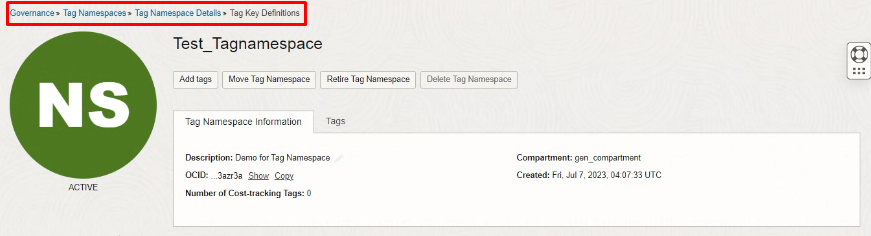 Governance » Tag Namespaces » Tag Namespace Details » Tag Key Definitions
NS
ACTIVE
Test_Tagnamespace
Add tags Move Tag Namespace Retire Tag Namespace Delete Tag Namespace
Tag Namespace Information Tags
Description: Demo for Tag Namespace Compartment: gen_compartment
OCID: ...3azr3a Show Copy Created: Fri, Jul 7, 2023, 04:07:33 UTC
Number of Cost-tracking Tags: 0